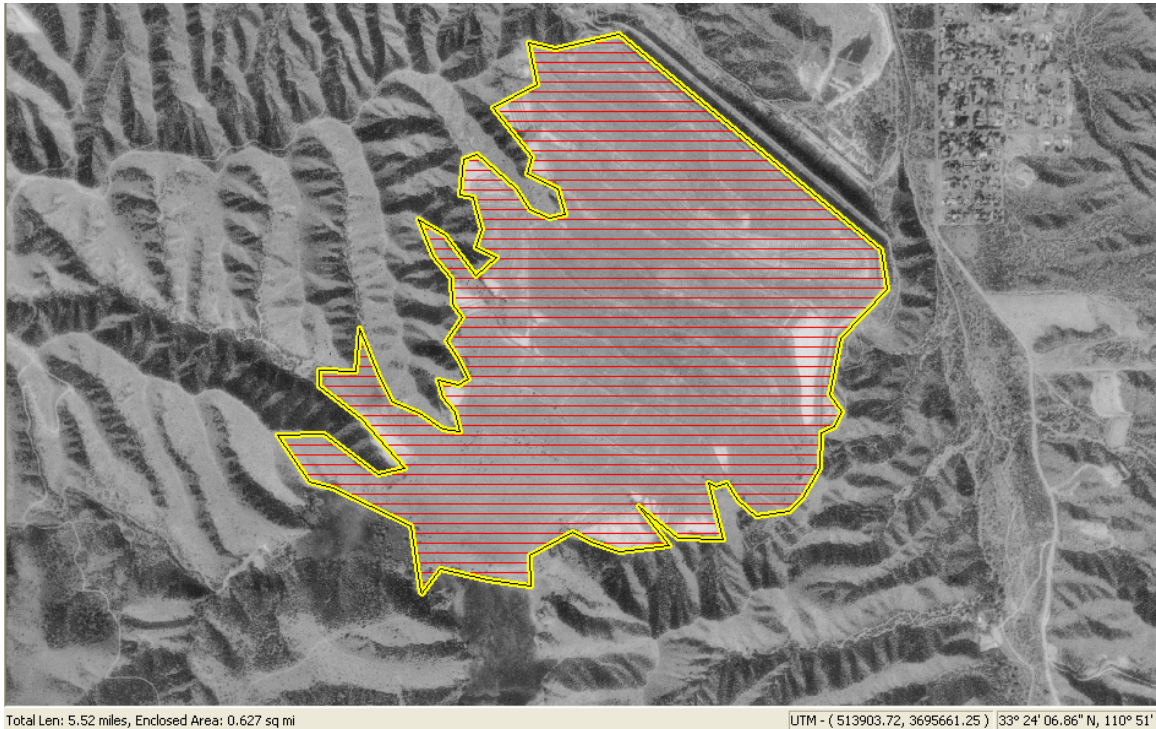 Total Len: 5.52 miles, Enclosed Area: 0.627 sq mi
UTM - ( 513903.72, 3695661.25 )
33° 24' 06.86" N, 110° 51'